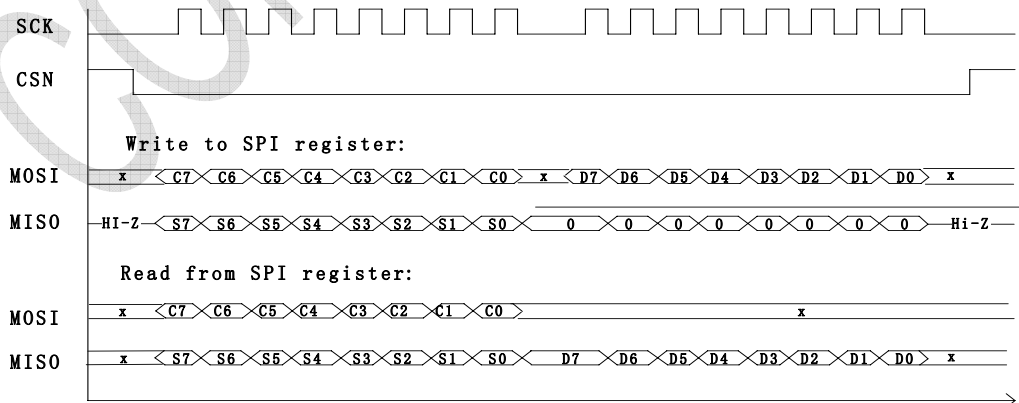 SCK
CSN
Write to SPI register:
MOSI x C7 C6 C5 C4 C3 C2 C1 C0 x D7 D6 D5 D4 D3 D2 D1 D0 x
MISO HI-Z S7 S6 S5 S4 S3 S2 S1 S0 0 0 0 0 0 0 0 0 Hi-Z
Read from SPI register:
MOSI x C7 C6 C5 C4 C3 C2 C1 C0 x
MISO x S7 S6 S5 S4 S3 S2 S1 S0 D7 D6 D5 D4 D3 D2 D1 D0 x